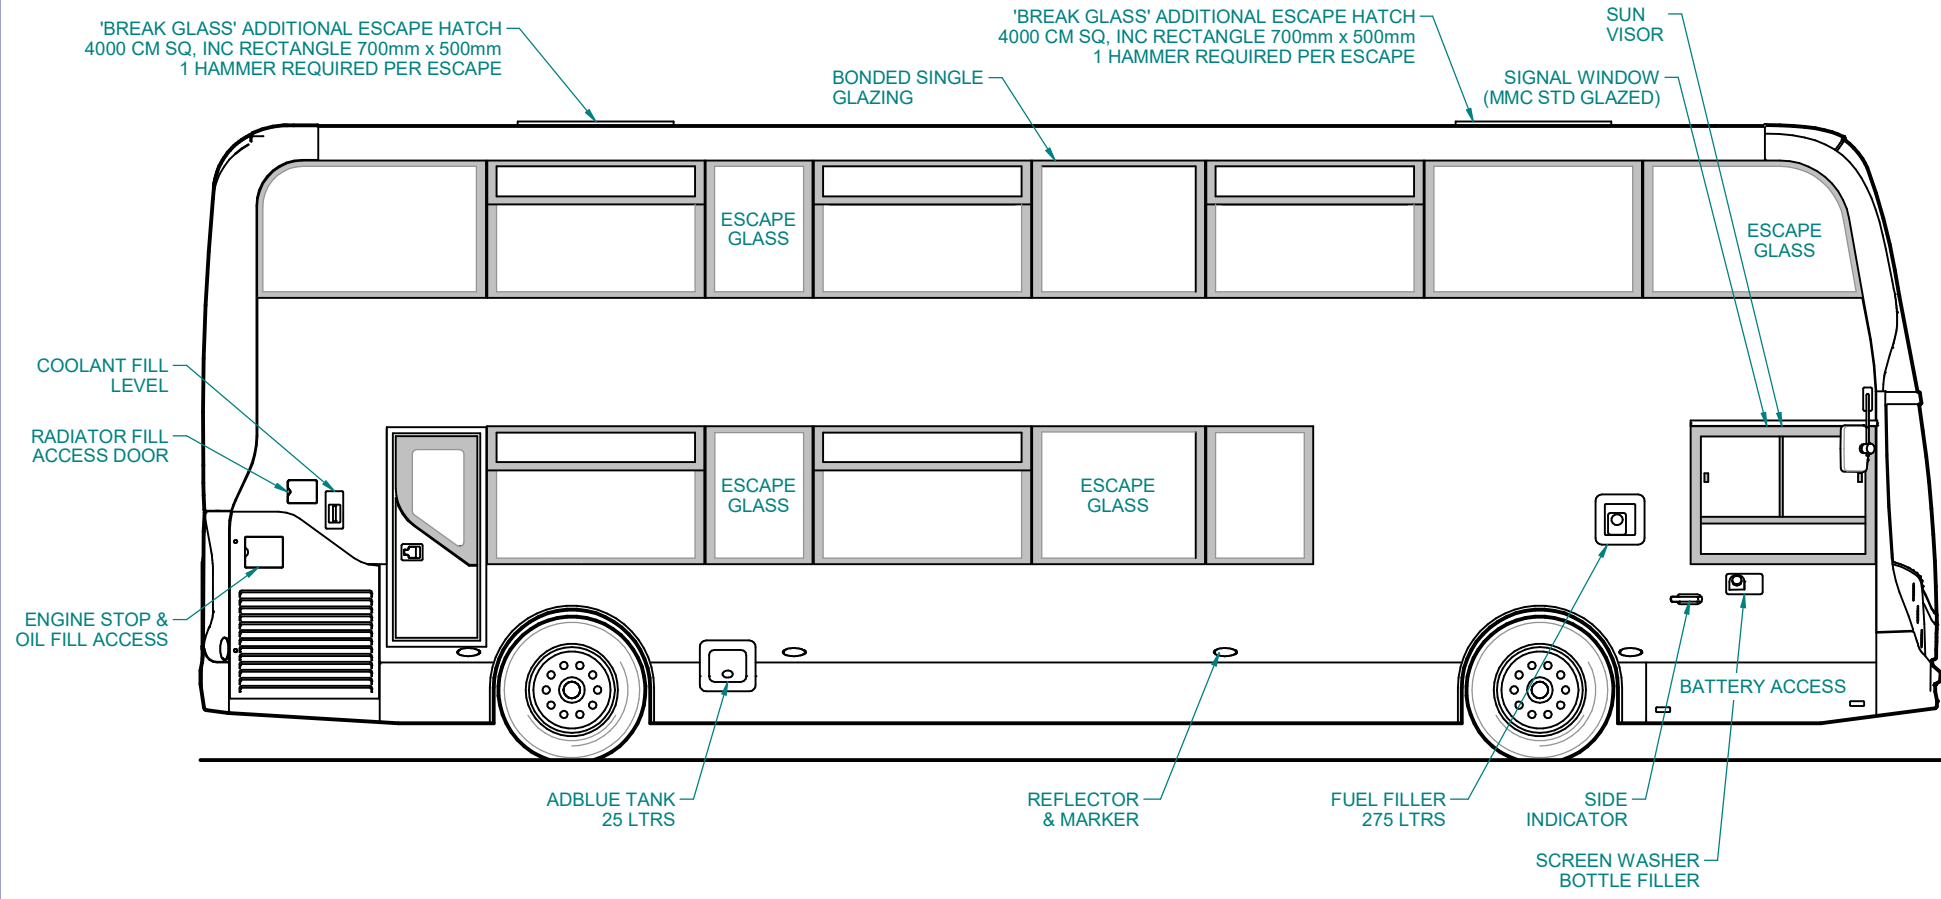 'BREAK GLASS' ADDITIONAL ESCAPE HATCH
4000 CM SQ, INC RECTANGLE 700mm x 500mm
1 HAMMER REQUIRED PER ESCAPE
BONDED SINGLE
GLAZING
'BREAK GLASS' ADDITIONAL ESCAPE HATCH
4000 CM SQ, INC RECTANGLE 700mm x 500mm
1 HAMMER REQUIRED PER ESCAPE
SUN
VISOR
SIGNAL WINDOW
(MMC STD GLAZED)
ESCAPE
GLASS
ESCAPE
GLASS
COOLANT FILL
LEVEL
RADIATOR FILL
ACCESS DOOR
ESCAPE
GLASS
ESCAPE
GLASS
ENGINE STOP &
OIL FILL ACCESS
BATTERY ACCESS
ADBLUE TANK
25 LTRS
REFLECTOR
& MARKER
FUEL FILLER
275 LTRS
SIDE
INDICATOR
SCREEN WASHER
BOTTLE FILLER